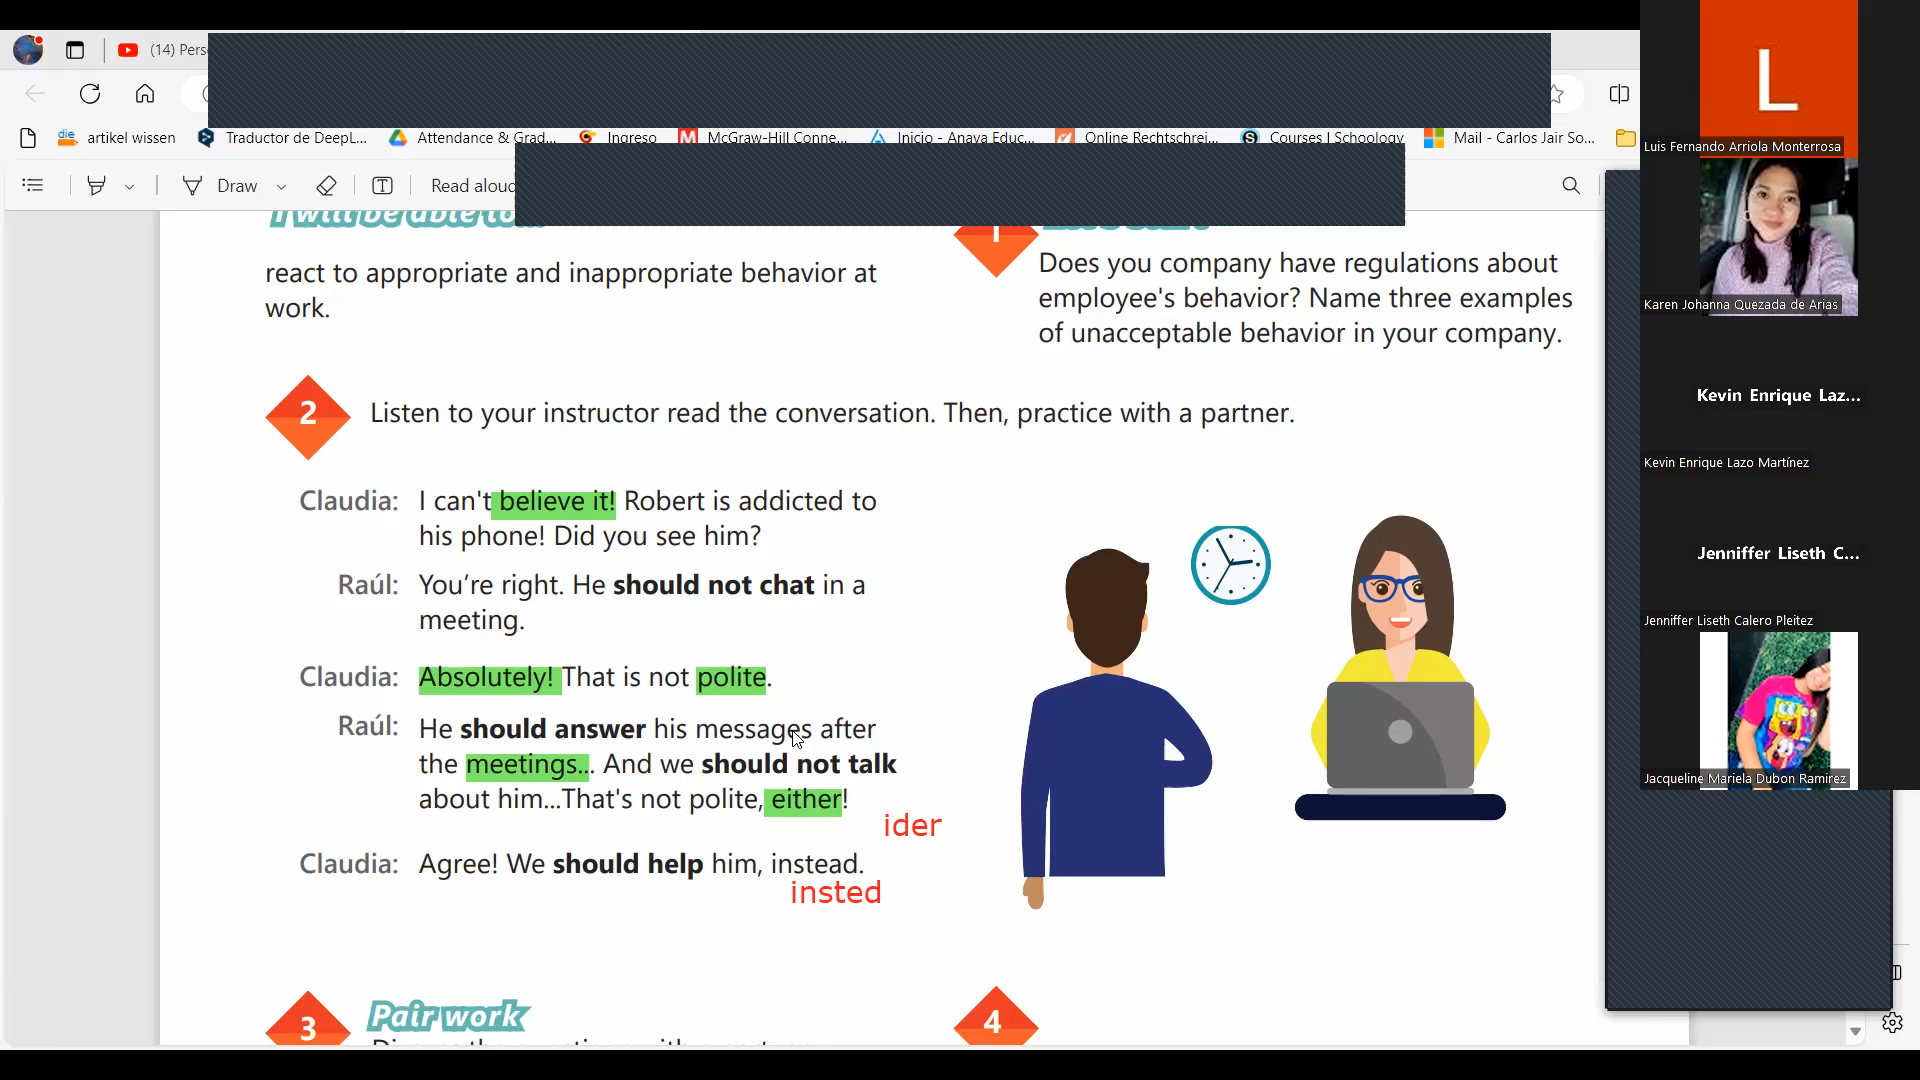 (14) Pers
artikel wissen
Traductor de DeepL...
Attendance & Grad...
Ingreso
McGraw-Hill Conne...
Inicio - Anaya Educ...
Online Rechtschrei...
Courses | Schoology
Mail - Carlos Jair So...
Draw
Read aloud
I will be able to
react to appropriate and inappropriate behavior at
work.
1
Does you company have regulations about
employee's behavior? Name three examples
of unacceptable behavior in your company.
2
Listen to your instructor read the conversation. Then, practice with a partner.
Claudia: I can't believe it! Robert is addicted to
his phone! Did you see him?
Raúl: You’re right. He should not chat in a
meeting.
Claudia: Absolutely! That is not polite.
Raúl: He should answer his messages after
the meetings... And we should not talk
about him...That's not polite, either!
ider
Claudia: Agree! We should help him, instead.
insted
3
Pair work
4
L
Luis Fernando Arriola Monterrosa
Karen Johanna Quezada de Arias
Kevin Enrique Laz...
Kevin Enrique Lazo Martínez
Jenniffer Liseth C...
Jenniffer Liseth Calero Pleitez
Jacqueline Mariela Dubon Ramirez